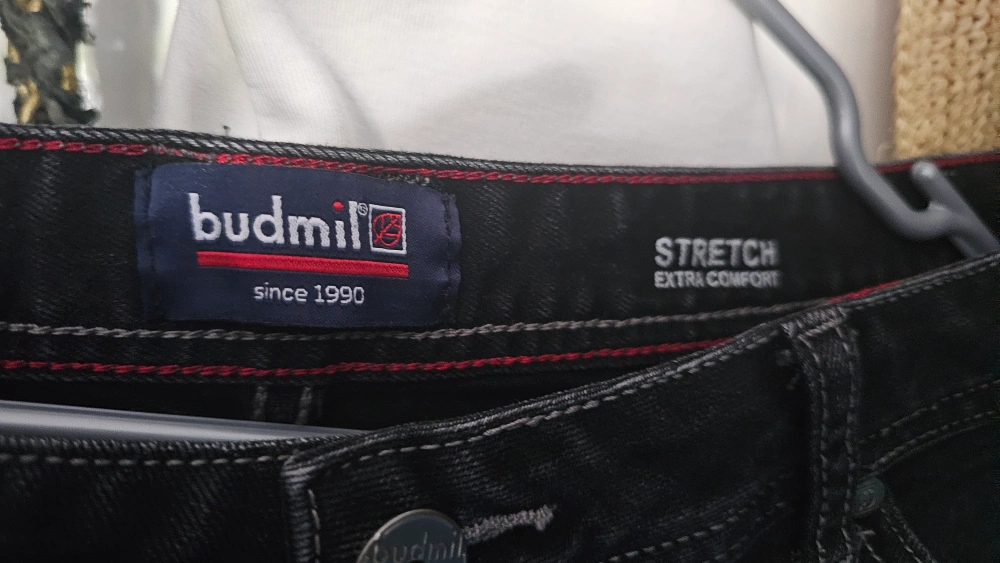 budmil®
since 1990
STRETCH
EXTRA COMFORT
budmil